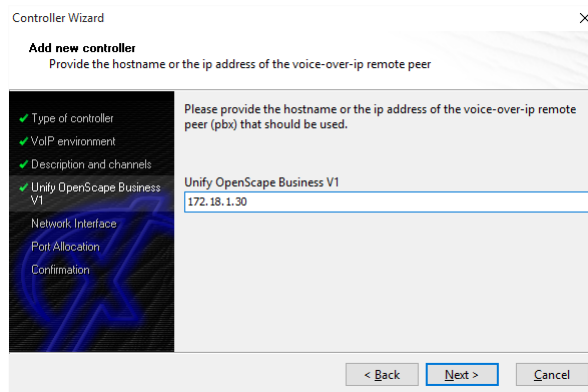 Controller Wizard
Add new controller
Provide the hostname or the ip address of the voice-over-ip remote peer
Type of controller
VoIP environment
Description and channels
Unify OpenScape Business
V1
Network Interface
Port Allocation
Confirmation
Please provide the hostname or the ip address of the voice-over-ip remote
peer (pbx) that should be used.
Unify OpenScape Business V1
172.18.1.30
< Back
Next >
Cancel